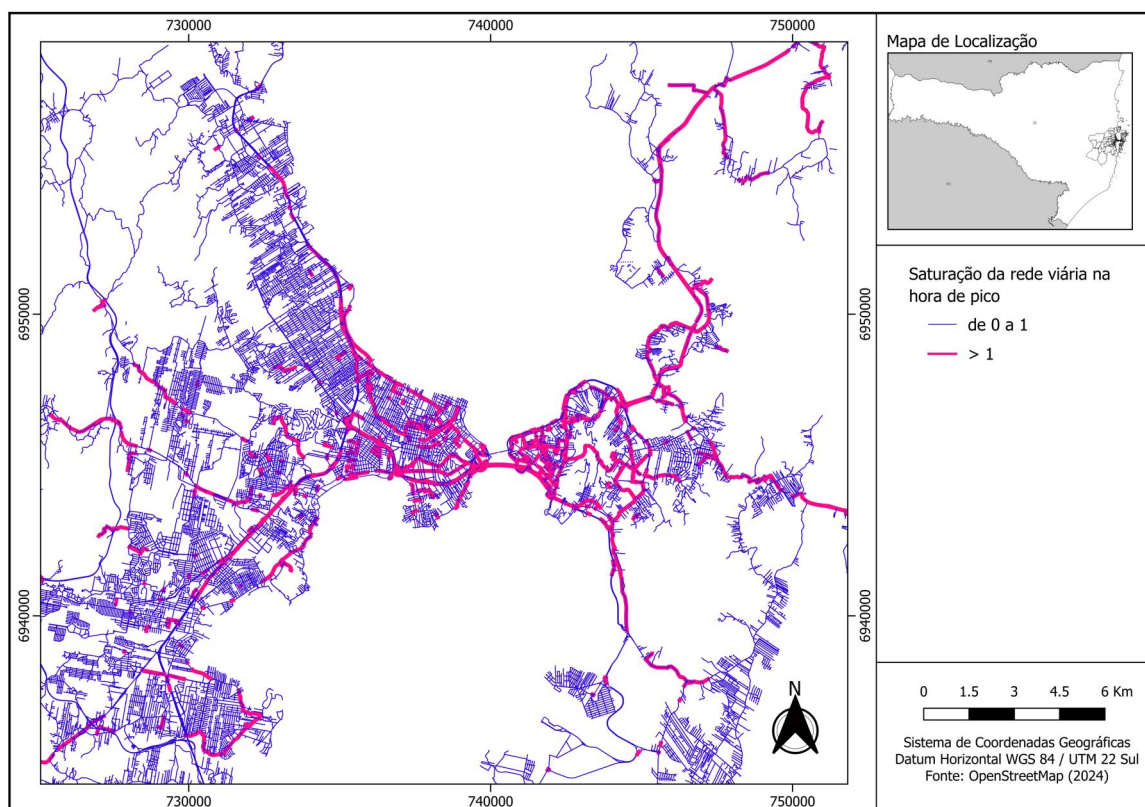 730000
740000
750000
6950000
6940000
6950000
6940000
730000
740000
750000
Mapa de Localização
Saturação da rede viária na
hora de pico
de 0 a 1
> 1
N
0 1.5 3 4.5 6 Km
Sistema de Coordenadas Geográficas
Datum Horizontal WGS 84 / UTM 22 Sul
Fonte: OpenStreetMap (2024)